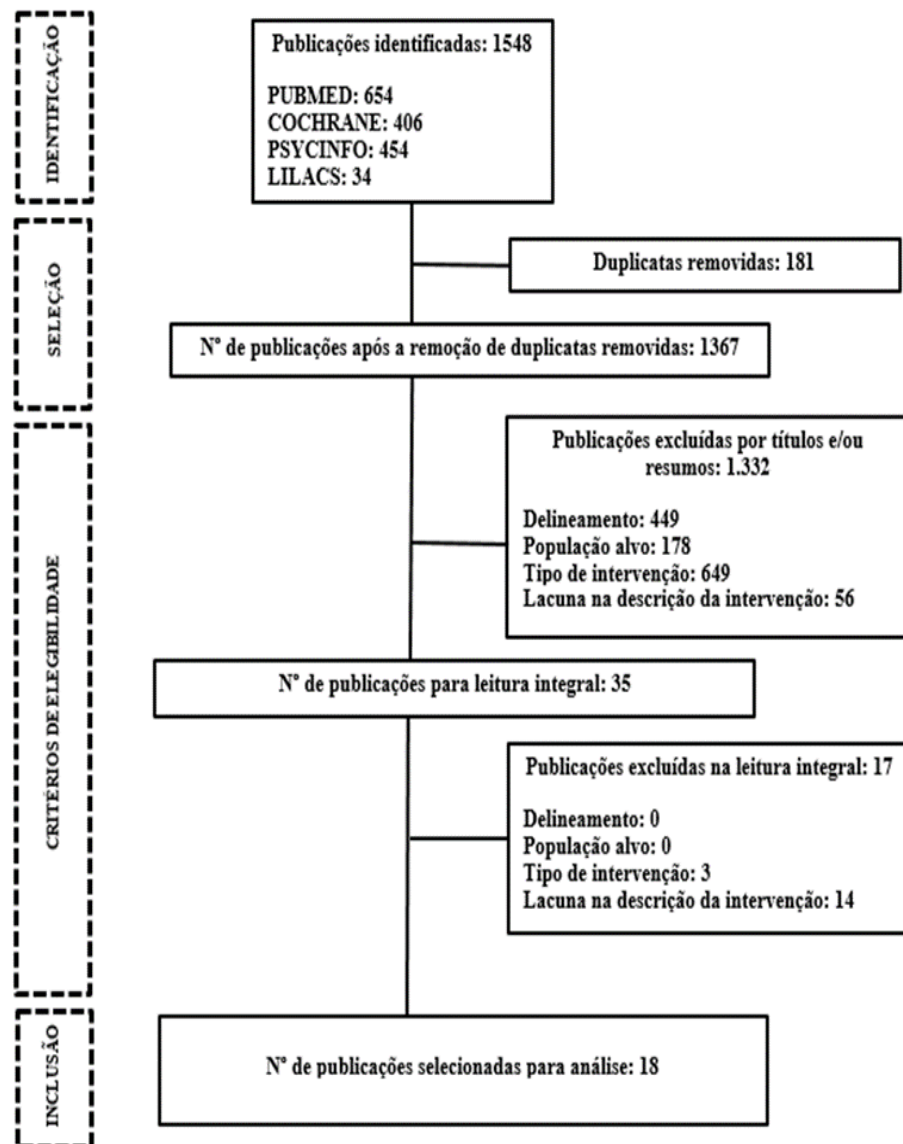 IDENTIFICAÇÃO
Publicações identificadas: 1548
PUBMED: 654
COCHRANE: 406
PSYCINFO: 454
LILACS: 34
SELEÇÃO
Duplicatas removidas: 181
Nº de publicações após a remoção de duplicatas removidas: 1367
CRITÉRIOS DE ELEGIBILIDADE
Publicações excluídas por títulos e/ou
resumos: 1.332
Delineamento: 449
População alvo: 178
Tipo de intervenção: 649
Lacuna na descrição da intervenção: 56
Nº de publicações para leitura integral: 35
Publicações excluídas na leitura integral: 17
Delineamento: 0
População alvo: 0
Tipo de intervenção: 3
Lacuna na descrição da intervenção: 14
INCLUSÃO
Nº de publicações selecionadas para análise: 18